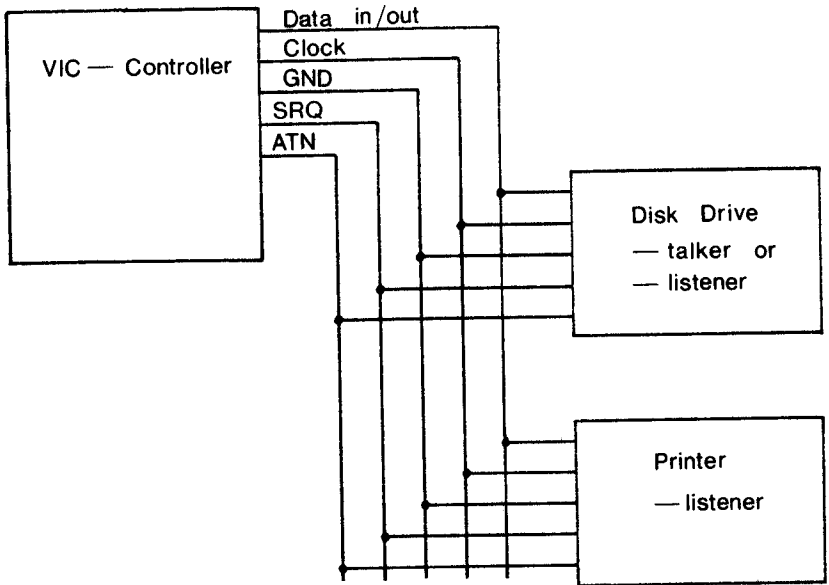 Data in/out
Clock
GND
SRQ
ATN
VIC — Controller
Disk Drive
— talker or
— listener
Printer
— listener